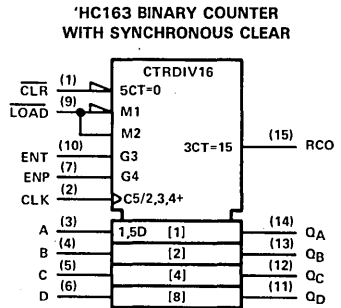 'HC163 BINARY COUNTER
WITH SYNCHRONOUS CLEAR
CTRDIV16
CLR (1) 5CT=0
LOAD (9) M1
M2
3CT=15 (15) RCO
ENT (10) G3
ENP (7) G4
CLK (2) C5/2,3,4+
A (3) 1,5D [1] (14) QA
B (4) [2] (13) QB
C (5) [4] (12) QC
D (6) [8] (11) QD